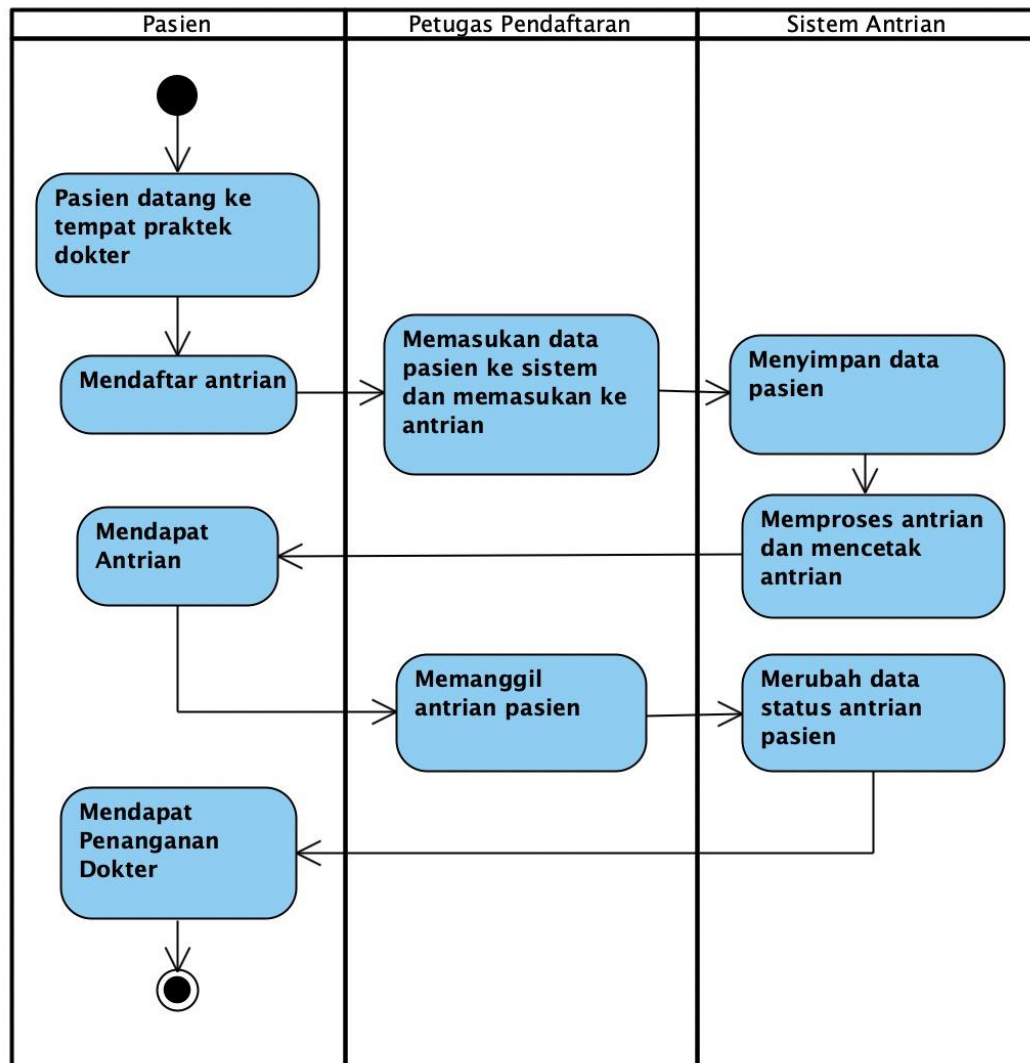 Pasien
Petugas Pendaftaran
Sistem Antrian
Pasien datang ke
tempat praktek
dokter
Mendaftar antrian
Memasukan data
pasien ke sistem
dan memasukan ke
antrian
Menyimpan data
pasien
Memproses antrian
dan mencetak
antrian
Mendapat
Antrian
Memanggil
antrian pasien
Merubah data
status antrian
pasien
Mendapat
Penanganan
Dokter